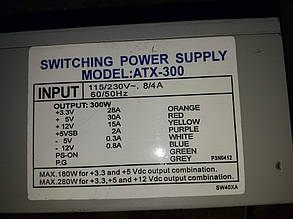 SWITCHING POWER SUPPLY
MODEL:ATX-300
INPUT 115/230V~. 8/4A
60/50Hz
OUTPUT: 300W
+3.3V 28A ORANGE
+ 5V 30A RED
+ 12V 15A YELLOW
+5VSB 2A PURPLE
- 5V 0.3A WHITE
- 12V 0.8A BLUE
PS-ON GREEN
P.G GREY P3N0412
MAX.180W for +3.3 and +5 Vdc output combination.
MAX.280W for +3.3,+5 and +12 Vdc output combination.
SW40XA